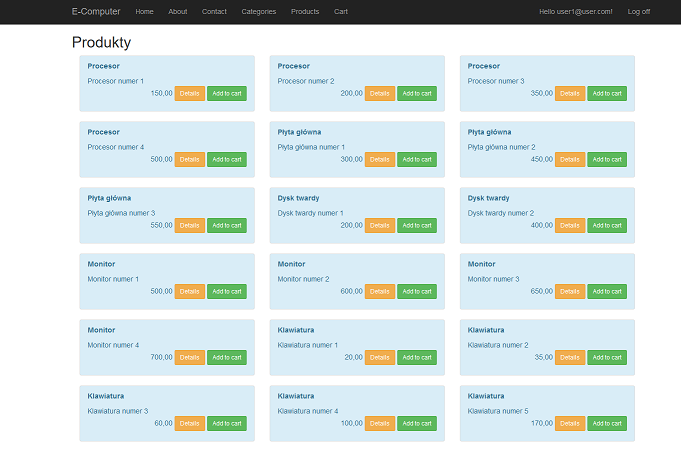 E-Computer Home About Contact Categories Products Cart Hello user1@user.com! Log off
Produkty
Procesor
Procesor numer 1
150,00 Details Add to cart
Procesor
Procesor numer 2
200,00 Details Add to cart
Procesor
Procesor numer 3
350,00 Details Add to cart
Procesor
Procesor numer 4
500,00 Details Add to cart
Płyta główna
Płyta główna numer 1
300,00 Details Add to cart
Płyta główna
Płyta główna numer 2
450,00 Details Add to cart
Płyta główna
Płyta główna numer 3
550,00 Details Add to cart
Dysk twardy
Dysk twardy numer 1
200,00 Details Add to cart
Dysk twardy
Dysk twardy numer 2
400,00 Details Add to cart
Monitor
Monitor numer 1
500,00 Details Add to cart
Monitor
Monitor numer 2
600,00 Details Add to cart
Monitor
Monitor numer 3
650,00 Details Add to cart
Monitor
Monitor numer 4
700,00 Details Add to cart
Klawiatura
Klawiatura numer 1
20,00 Details Add to cart
Klawiatura
Klawiatura numer 2
35,00 Details Add to cart
Klawiatura
Klawiatura numer 3
60,00 Details Add to cart
Klawiatura
Klawiatura numer 4
100,00 Details Add to cart
Klawiatura
Klawiatura numer 5
170,00 Details Add to cart